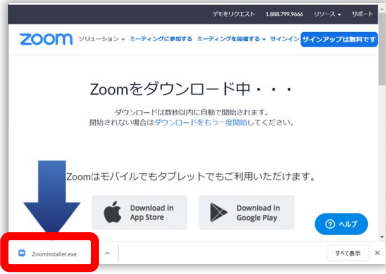 デモをリクエスト 1.888.799.9666 リソース サポート
zoom ソリューション ミーティングに参加する ミーティングを開催する サインイン サインアップは無料です
Zoomをダウンロード中・・・
ダウンロードは数秒以内に自動で開始されます。
開始されない場合はダウンロードをもう一度開始してください。
Zoomはモバイルでもタブレットでもご利用いただけます。
Download in
App Store
Download in
Google Play
? ヘルプ
ZoomInstaller.exe
すべて表示